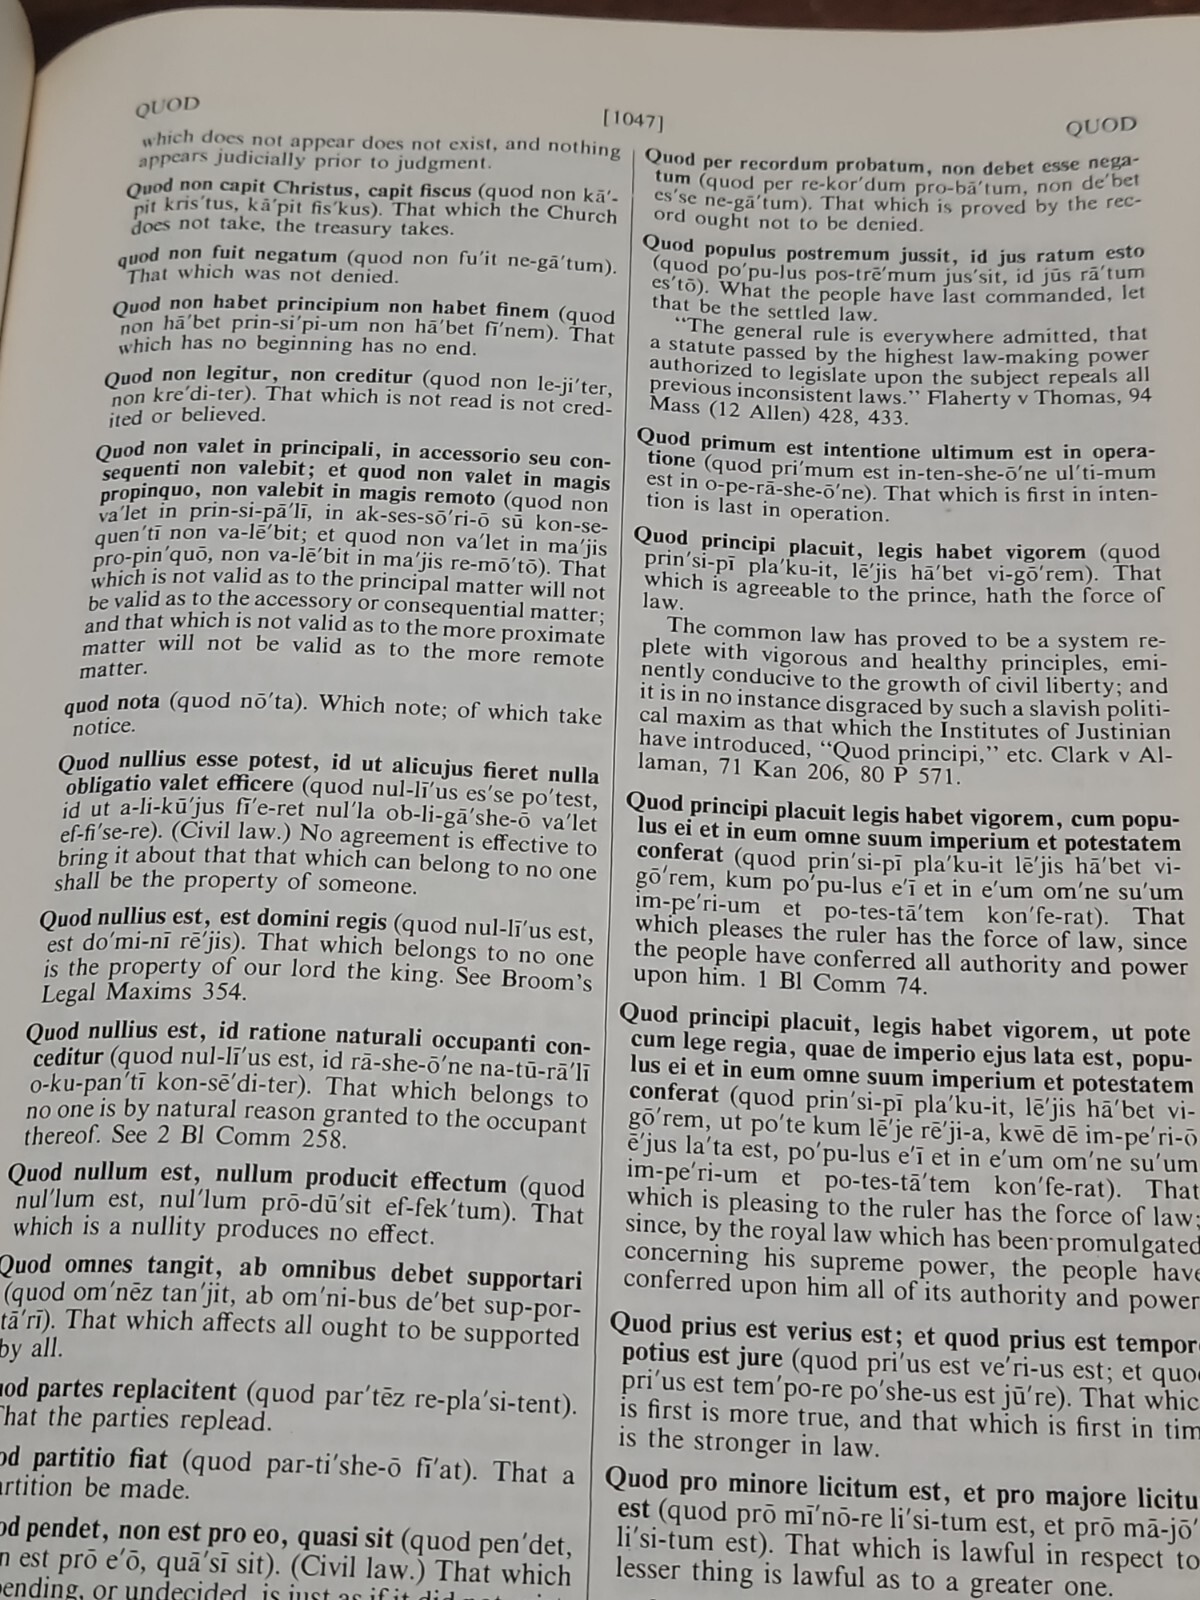 QUOD
[1047]
QUOD
which does not appear does not exist, and nothing
appears judicially prior to judgment.
Quod non capit Christus, capit fiscus (quod non kā′-
pit kris′tus, kā′pit fis′kus). That which the Church
does not take, the treasury takes.
quod non fuit negatum (quod non fu′it ne-gā′tum).
That which was not denied.
Quod non habet principium non habet finem (quod
non hā′bet prin-si′pi-um non hā′bet fī′nem). That
which has no beginning has no end.
Quod non legitur, non creditur (quod non le-ji′ter,
non kre′di-ter). That which is not read is not cred-
ited or believed.
Quod non valet in principali, in accessorio seu con-
sequenti non valebit; et quod non valet in magis
propinquo, non valebit in magis remoto (quod non
va′let in prin-si-pā′lī, in ak-ses-sō′ri-ō sū kon-se-
quen′tī non va-lē′bit; et quod non va′let in ma′jis
pro-pin′quō, non va-lē′bit in ma′jis re-mō′tō). That
which is not valid as to the principal matter will not
be valid as to the accessory or consequential matter;
and that which is not valid as to the more proximate
matter will not be valid as to the more remote
matter.
quod nota (quod nō′ta). Which note; of which take
notice.
Quod nullius esse potest, id ut alicujus fieret nulla
obligatio valet efficere (quod nul-lī′us es′se po′test,
id ut a-li-kū′jus fī′e-ret nul′la ob-li-gā′she-ō va′let
ef-fi′se-re). (Civil law.) No agreement is effective to
bring it about that that which can belong to no one
shall be the property of someone.
Quod nullius est, est domini regis (quod nul-lī′us est,
est do′mi-nī rē′jis). That which belongs to no one
is the property of our lord the king. See Broom's
Legal Maxims 354.
Quod nullius est, id ratione naturali occupanti con-
ceditur (quod nul-lī′us est, id rā-she-ō′ne na-tū-rā′lī
o-ku-pan′tī kon-sē′di-ter). That which belongs to
no one is by natural reason granted to the occupant
thereof. See 2 Bl Comm 258.
Quod nullum est, nullum producit effectum (quod
nul′lum est, nul′lum prō-dū′sit ef-fek′tum). That
which is a nullity produces no effect.
Quod omnes tangit, ab omnibus debet supportari
(quod om′nēz tan′jit, ab om′ni-bus de′bet sup-por-
tā′rī). That which affects all ought to be supported
by all.
uod partes replacitent (quod par′tēz re-pla′si-tent).
That the parties replead.
od partitio fiat (quod par-ti′she-ō fī′at). That a
artition be made.
od pendet, non est pro eo, quasi sit (quod pen′det,
n est prō e′ō, quā′sī sit). (Civil law.) That which
pending, or undecided, is just as if it did
Quod per recordum probatum, non debet esse nega-
tum (quod per re-kor′dum pro-bā′tum, non de′bet
es′se ne-gā′tum). That which is proved by the rec-
ord ought not to be denied.
Quod populus postremum jussit, id jus ratum esto
(quod po′pu-lus pos-trē′mum jus′sit, id jūs rā′tum
es′tō). What the people have last commanded, let
that be the settled law.
"The general rule is everywhere admitted, that
a statute passed by the highest law-making power
authorized to legislate upon the subject repeals all
previous inconsistent laws." Flaherty v Thomas, 94
Mass (12 Allen) 428, 433.
Quod primum est intentione ultimum est in opera-
tione (quod pri′mum est in-ten-she-ō′ne ul′ti-mum
est in o-pe-rā-she-ō′ne). That which is first in inten-
tion is last in operation.
Quod principi placuit, legis habet vigorem (quod
prin′si-pī pla′ku-it, lē′jis hā′bet vi-gō′rem). That
which is agreeable to the prince, hath the force of
law.
The common law has proved to be a system re-
plete with vigorous and healthy principles, emi-
nently conducive to the growth of civil liberty; and
it is in no instance disgraced by such a slavish politi-
cal maxim as that which the Institutes of Justinian
have introduced, "Quod principi," etc. Clark v Al-
laman, 71 Kan 206, 80 P 571.
Quod principi placuit legis habet vigorem, cum popu-
lus ei et in eum omne suum imperium et potestatem
conferat (quod prin′si-pī pla′ku-it lē′jis hā′bet vi-
gō′rem, kum po′pu-lus e′ī et in e′um om′ne su′um
im-pe′ri-um et po-tes-tā′tem kon′fe-rat). That
which pleases the ruler has the force of law, since
the people have conferred all authority and power
upon him. 1 Bl Comm 74.
Quod principi placuit, legis habet vigorem, ut pote
cum lege regia, quae de imperio ejus lata est, popu-
lus ei et in eum omne suum imperium et potestatem
conferat (quod prin′si-pī pla′ku-it, lē′jis hā′bet vi-
gō′rem, ut po′te kum lē′je rē′ji-a, kwē dē im-pe′ri-ō
ē′jus la′ta est, po′pu-lus e′ī et in e′um om′ne su′um
im-pe′ri-um et po-tes-tā′tem kon′fe-rat). That
which is pleasing to the ruler has the force of law;
since, by the royal law which has been promulgated
concerning his supreme power, the people have
conferred upon him all of its authority and power
Quod prius est verius est; et quod prius est tempor
potius est jure (quod pri′us est ve′ri-us est; et quo
pri′us est tem′po-re po′she-us est jū′re). That whic
is first is more true, and that which is first in tim
is the stronger in law.
Quod pro minore licitum est, et pro majore licitu
est (quod prō mī′nō-re li′si-tum est, et prō mā-jō′
li′si-tum est). That which is lawful in respect to
lesser thing is lawful as to a greater one.